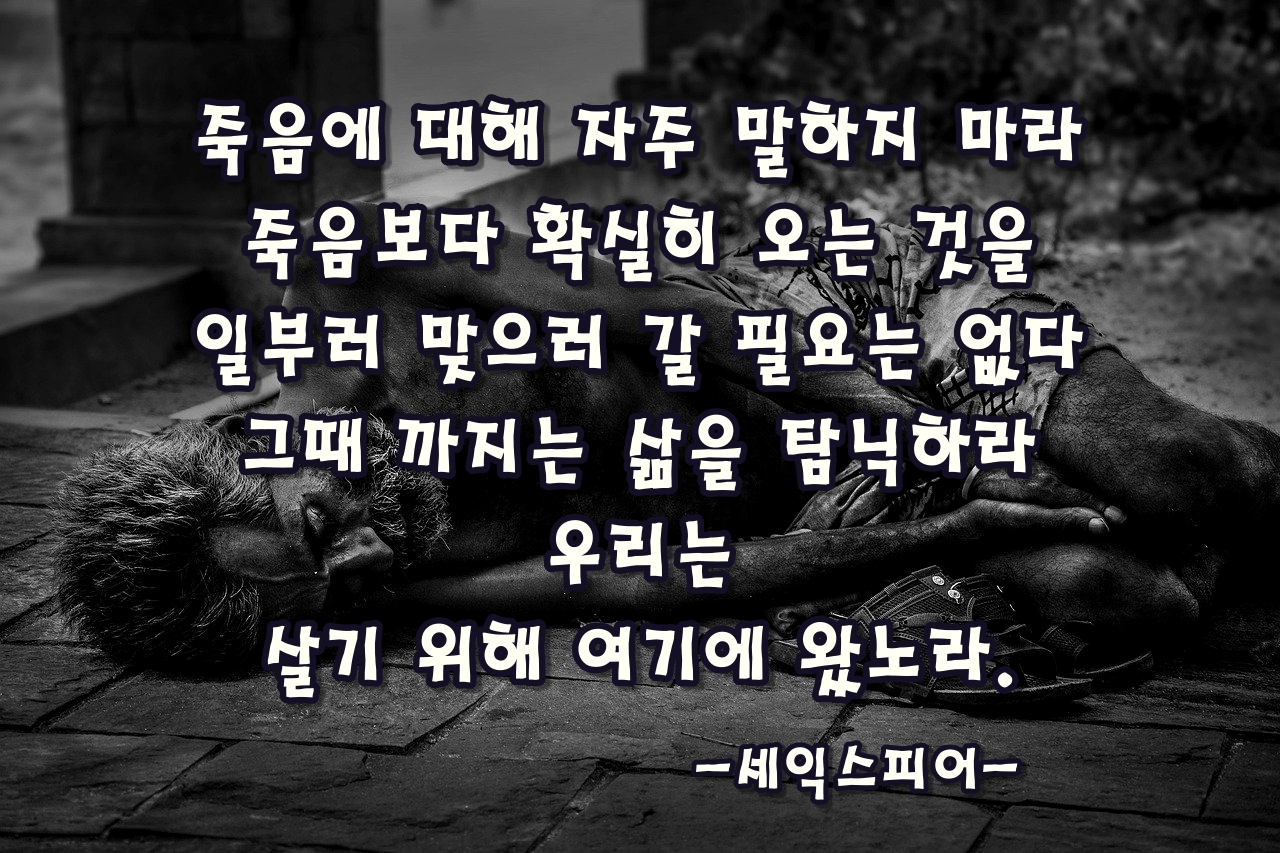 죽음에 대해 자주 말하지 마라
죽음보다 확실히 오는 것을
일부러 맞으러 갈 필요는 없다
그때 까지는 삶을 탐닉하라
우리는
살기 위해 여기에 왔노라.
-세익스피어-